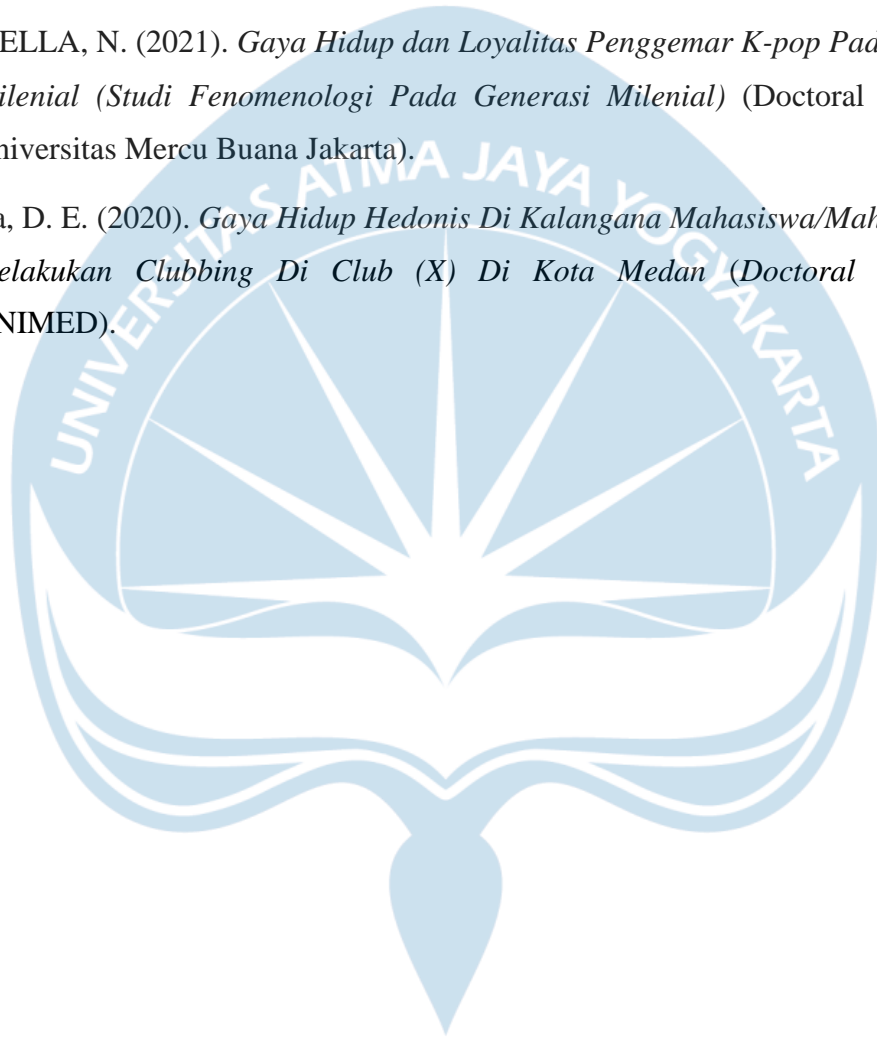 ELLA, N. (2021). Gaya Hidup dan Loyalitas Penggemar K-pop Pad
ilenial (Studi Fenomenologi Pada Generasi Milenial) (Doctoral
niversitas Mercu Buana Jakarta).
a, D. E. (2020). Gaya Hidup Hedonis Di Kalangana Mahasiswa/Mah
elakukan Clubbing Di Club (X) Di Kota Medan (Doctoral
NIMED).
UNIVERSITAS ATMA JAYA YOGYAKARTA